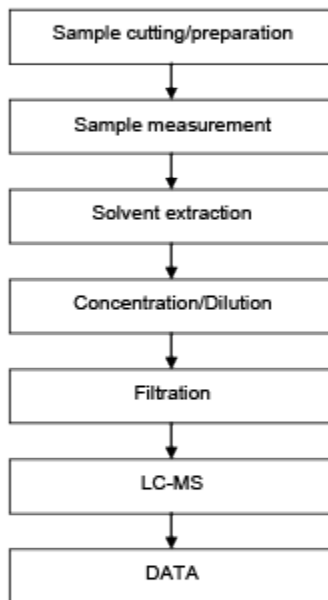 Sample cutting/preparation
Sample measurement
Solvent extraction
Concentration/Dilution
Filtration
LC-MS
DATA